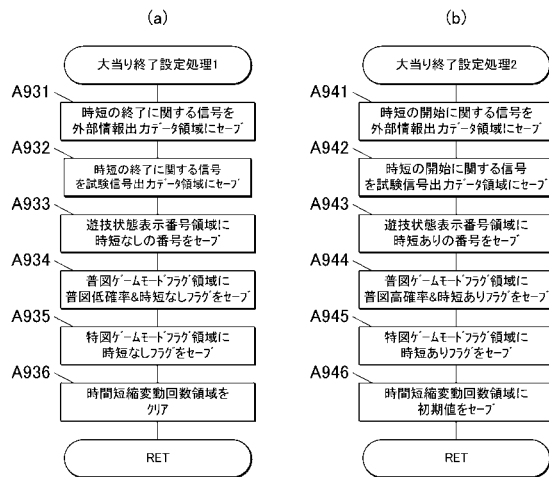 (a)
大当り終了設定処理1
A931
時短の終了に関する信号を
外部情報出力データ領域にセーブ
A932
時短の終了に関する信号
を試験信号出力データ領域にセーブ
A933
遊技状態表示番号領域に
時短なしの番号をセーブ
A934
普図ゲームモードフラグ領域に
普図低確率&時短なしフラグをセーブ
A935
特図ゲームモードフラグ領域に
時短なしフラグをセーブ
A936
時間短縮変動回数領域を
クリア
RET
(b)
大当り終了設定処理2
A941
時短の開始に関する信号を
外部情報出力データ領域にセーブ
A942
時短の開始に関する信号
を試験信号出力データ領域にセーブ
A943
遊技状態表示番号領域に
時短ありの番号をセーブ
A944
普図ゲームモードフラグ領域に
普図高確率&時短ありフラグをセーブ
A945
特図ゲームモードフラグ領域に
時短ありフラグをセーブ
A946
時間短縮変動回数領域に
初期値をセーブ
RET